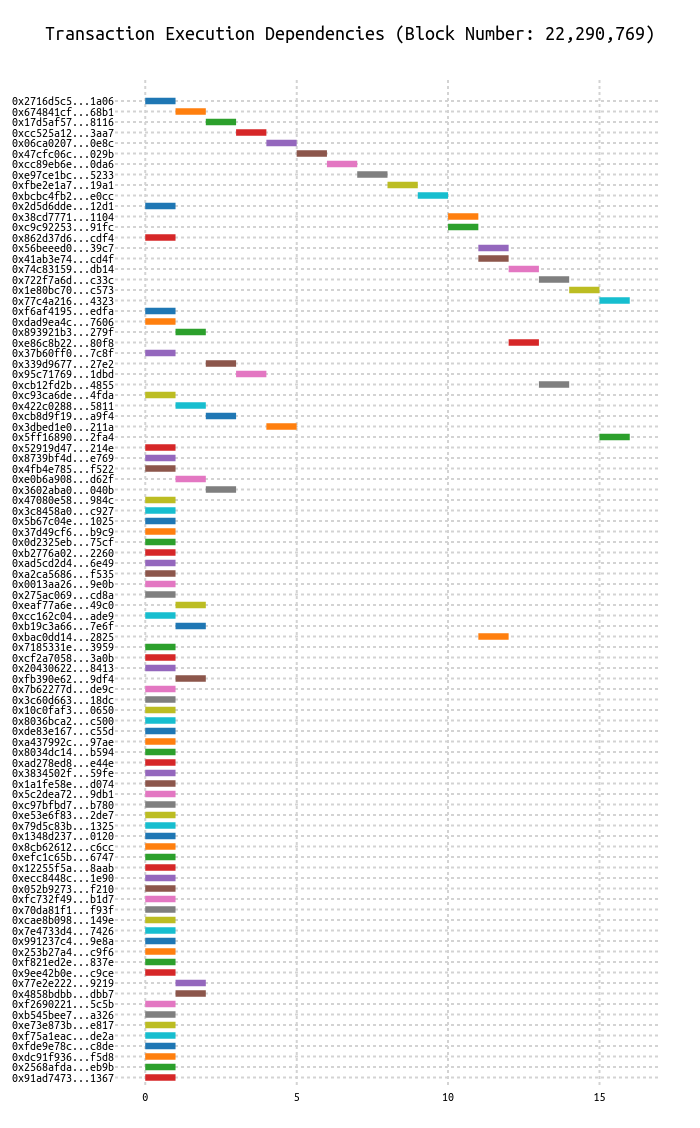 Transaction Execution Dependencies (Block Number: 22,290,769)
0x2716d5c5...1a06
0x674841cf...68b1
0x17d5af57...8116
0xcc525a12...3aa7
0x06ca0207...0e8c
0x47cfc06c...029b
0xcc89eb6e...0da6
0xe97ce1bc...5233
0xfbe2e1a7...19a1
0xbcbc4fb2...e0cc
0x2d5d6dde...12d1
0x38cd7771...1104
0xc9c92253...91fc
0x862d37d6...cdf4
0x56beeed0...39c7
0x41ab3e74...cd4f
0x74c83159...db14
0x722f7a6d...c33c
0x1e80bc70...c573
0x77c4a216...4323
0xf6af4195...edfa
0xdad9ea4c...7606
0x893921b3...279f
0xe86c8b22...80f8
0x37b60ff0...7c8f
0x339d9677...27e2
0x95c71769...1dbd
0xcb12fd2b...4855
0xc93ca6de...4fda
0x422c0288...5811
0xcb8d9f19...a9f4
0x3dbed1e0...211a
0x5ff16890...2fa4
0x52919d47...214e
0x8739bf4d...e769
0x4fb4e785...f522
0xe0b6a908...d62f
0x3602aba0...040b
0x47080e58...984c
0x3c8458a0...c927
0x5b67c04e...1025
0x37d49cf6...b9c9
0x0d2325eb...75cf
0xb2776a02...2260
0xad5cd2d4...6e49
0xa2ca5686...f535
0x0013aa26...9e0b
0x275ac069...cd8a
0xeaf77a6e...49c0
0xcc162c04...ade9
0xb19c3a66...7e6f
0xbac0dd14...2825
0x7185331e...3959
0xcf2a7058...3a0b
0x20430622...8413
0xfb390e62...9df4
0x7b62277d...de9c
0x3c60d663...18dc
0x10c0faf3...0650
0x8036bca2...c500
0xde83e167...c55d
0xa437992c...97ae
0x8034dc14...b594
0xad278ed8...e44e
0x3834502f...59fe
0x1a1fe58e...d074
0x5c2dea72...9db1
0xc97bfbd7...b780
0xe53e6f83...2de7
0x79d5c83b...1325
0x1348d237...0120
0x8cb62612...c6cc
0xefc1c65b...6747
0x12255f5a...8aab
0xecc8448c...1e90
0x052b9273...f210
0xfc732f49...b1d7
0x70da81f1...f93f
0xcae8b098...149e
0x7e4733d4...7426
0x991237c4...9e8a
0x253b27a4...c9f6
0xf821ed2e...837e
0x9ee42b0e...c9ce
0x77e2e222...9219
0x4858bdbb...dbb7
0xf2690221...5c5b
0xb545bee7...a326
0xe73e873b...e817
0xf75a1eac...de2a
0xfde9e78c...c8de
0xdc91f936...f5d8
0x2568afda...eb9b
0x91ad7473...1367
0 5 10 15